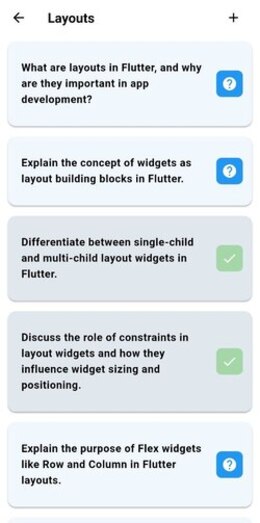 Layouts
What are layouts in Flutter, and why
are they important in app
development?
Explain the concept of widgets as
layout building blocks in Flutter.
Differentiate between single-child
and multi-child layout widgets in
Flutter.
Discuss the role of constraints in
layout widgets and how they
influence widget sizing and
positioning.
Explain the purpose of Flex widgets
like Row and Column in Flutter
layouts.